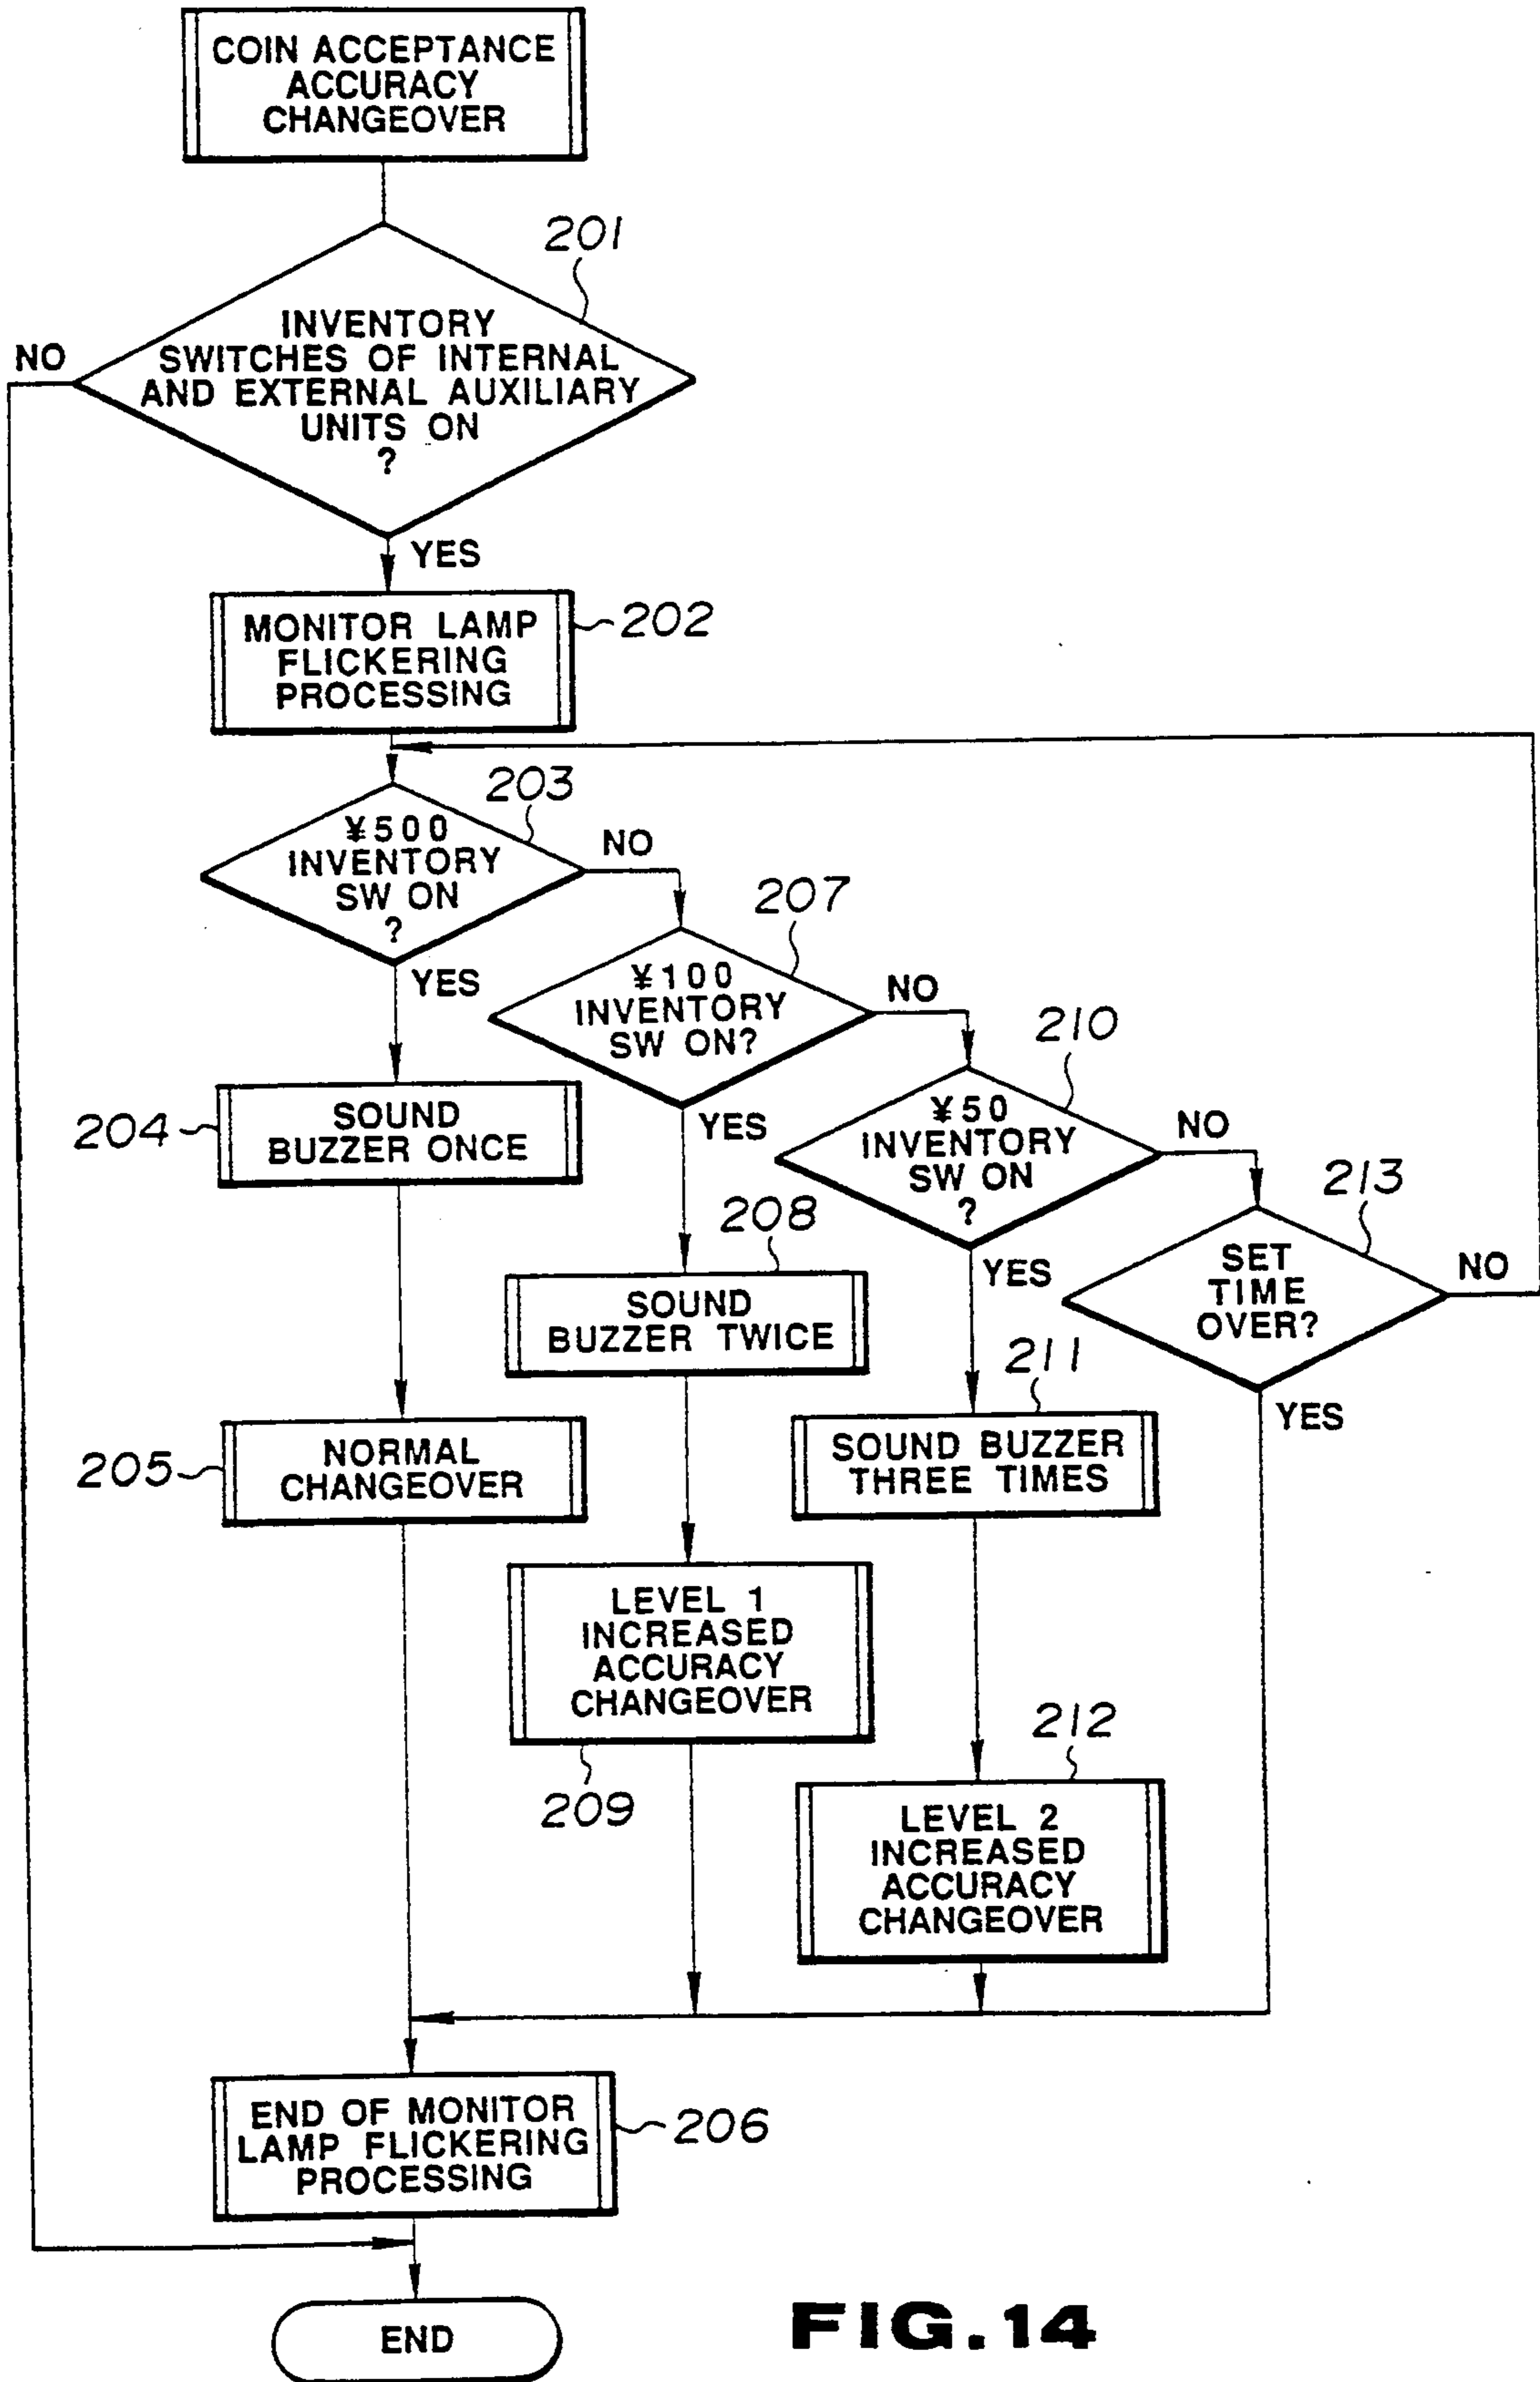 COIN ACCEPTANCE
ACCURACY
CHANGEOVER
201
INVENTORY
SWITCHES OF INTERNAL
AND EXTERNAL AUXILIARY
UNITS ON
?
NO
YES
MONITOR LAMP
FLICKERING
PROCESSING
202
203
¥500
INVENTORY
SW ON
?
NO
YES
207
¥100
INVENTORY
SW ON?
NO
YES
210
¥50
INVENTORY
SW ON
?
NO
YES
213
SET
TIME
OVER?
NO
YES
204
SOUND
BUZZER ONCE
208
SOUND
BUZZER TWICE
211
SOUND BUZZER
THREE TIMES
205
NORMAL
CHANGEOVER
LEVEL 1
INCREASED
ACCURACY
CHANGEOVER
209
212
LEVEL 2
INCREASED
ACCURACY
CHANGEOVER
END OF MONITOR
LAMP FLICKERING
PROCESSING
206
END
FIG.14